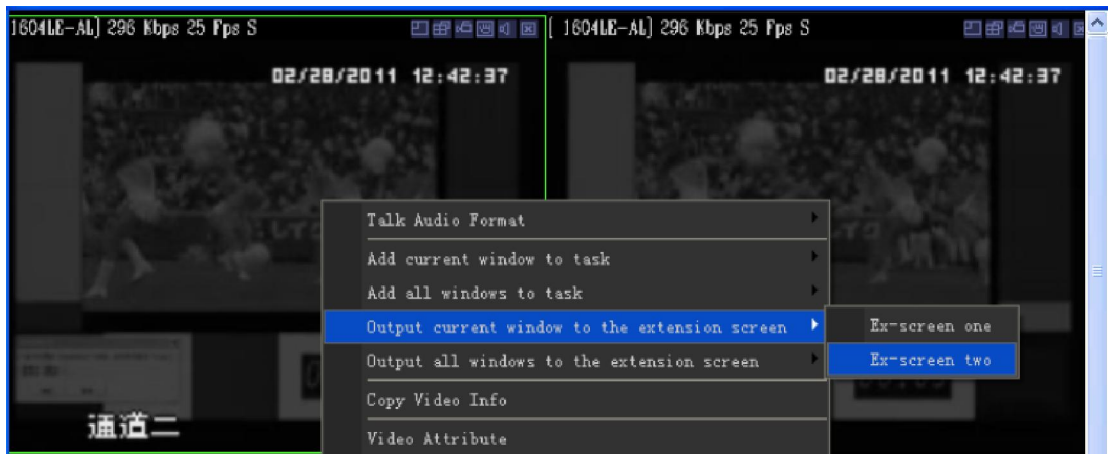 1604LE-AL] 296 Kbps 25 Fps S
[ 1604LE-AL] 296 Kbps 25 Fps S
02/28/2011 12:42:37
02/28/2011 12:42:37
Talk Audio Format
Add current window to task
Add all windows to task
Output current window to the extension screen
Ex-screen one
Output all windows to the extension screen
Ex-screen two
Copy Video Info
通道二
Video Attribute